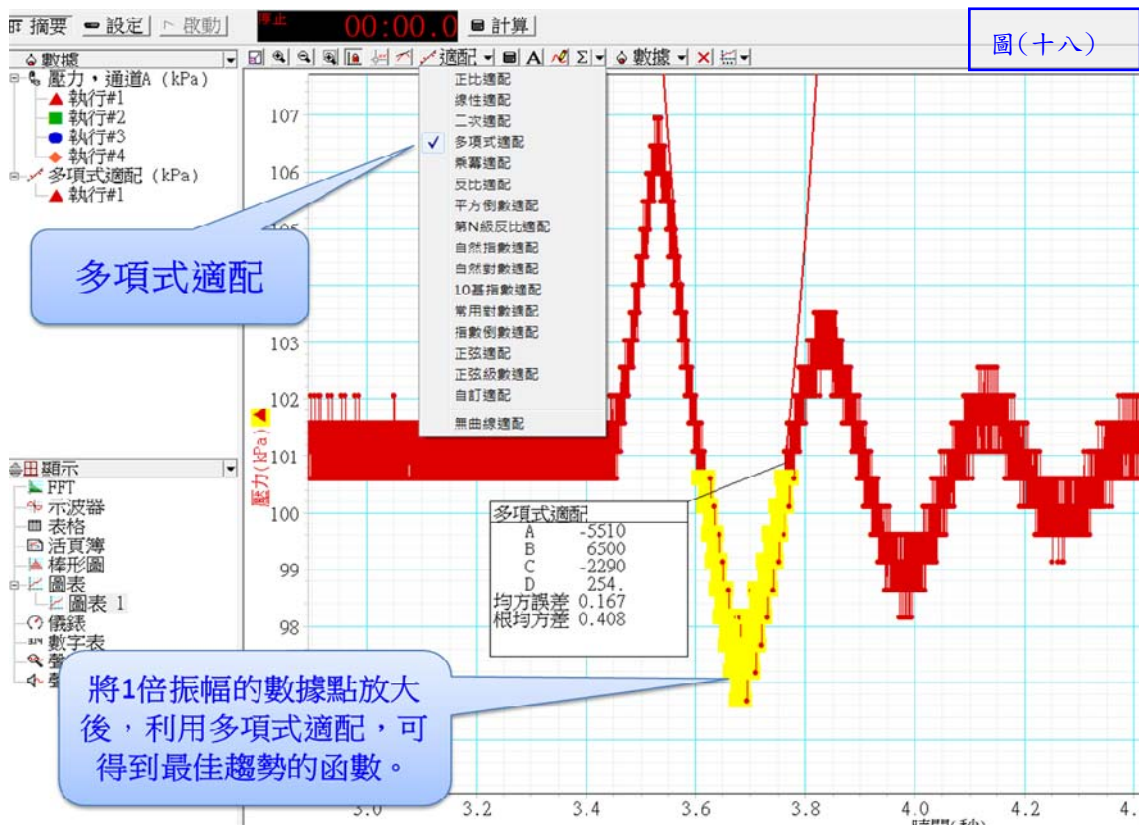 摘要 設定 啟動 停止 00:00.0 計算
圖(十八)
數據
適配 A Σ 數據
壓力，通道A (kPa)
執行#1
執行#2
執行#3
執行#4
多項式適配 (kPa)
執行#1
正比適配
線性適配
二次適配
多項式適配
乘冪適配
反比適配
平方倒數適配
第N級反比適配
自然指數適配
自然對數適配
10基指數適配
常用對數適配
指數倒數適配
正弦適配
正弦級數適配
自訂適配
無曲線適配
多項式適配
107
106
105
103
102
101
100
99
98
壓力(kPa)
顯示
FFT
示波器
表格
活頁簿
棒形圖
圖表
圖表 1
儀錶
數字表
多項式適配
A -5510
B 6500
C -2290
D 254.
均方誤差 0.167
根均方差 0.408
將1倍振幅的數據點放大
後，利用多項式適配，可
得到最佳趨勢的函數。
3.0 3.2 3.4 3.6 3.8 4.0 4.2 4.
時間(秒)